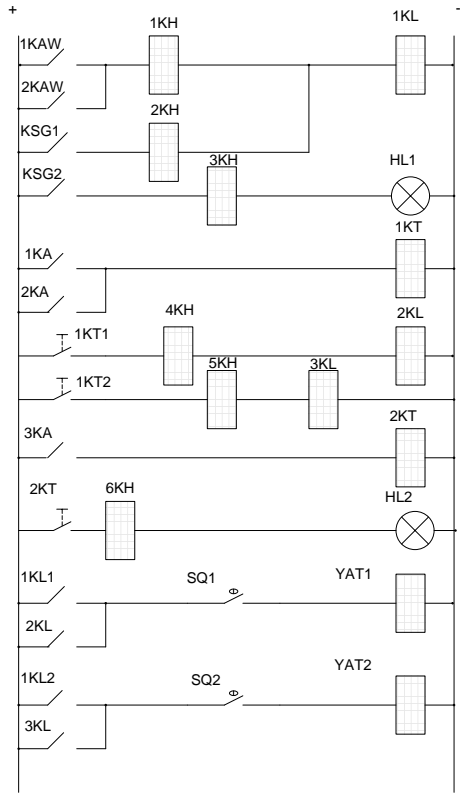 + -
1KH 1KL
1KAW
2KAW
2KH
KSG1
3KH
KSG2 HL1
1KT
1KA
2KA
4KH 2KL
1KT1
5KH 3KL
1KT2
3KA 2KT
2KT 6KH HL2
1KL1 SQ1 YAT1
2KL
1KL2 SQ2 YAT2
3KL